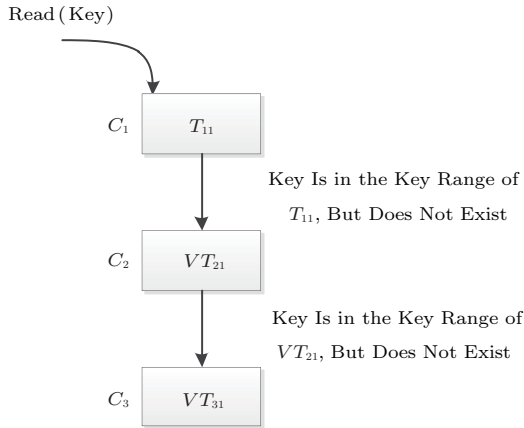 Read (Key)
C₁ T₁₁
Key Is in the Key Range of
T₁₁, But Does Not Exist
C₂ VT₂₁
Key Is in the Key Range of
VT₂₁, But Does Not Exist
C₃ VT₃₁